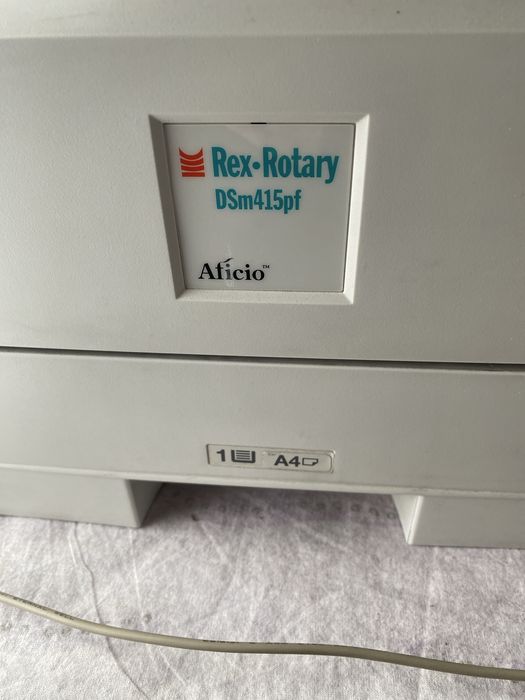 Rex•Rotary
DSm415pf
Aficio™
1 A4